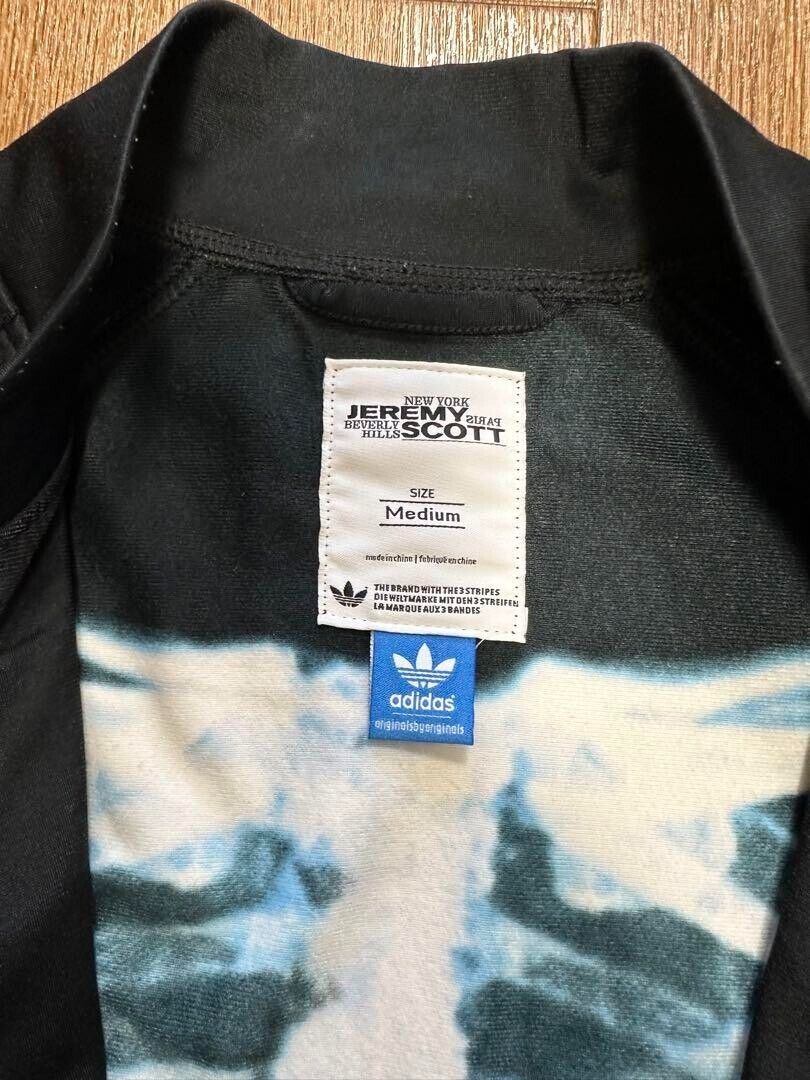 NEW YORK
JEREMY PARIS
BEVERLY
HILLS SCOTT
SIZE
Medium
made in china | fabriqué en chine
THE BRAND WITH THE 3 STRIPES
DIE WELTMARKE MIT DEN 3 STREIFEN
LA MARQUE AUX 3 BANDES
adidas
originalsbyoriginals